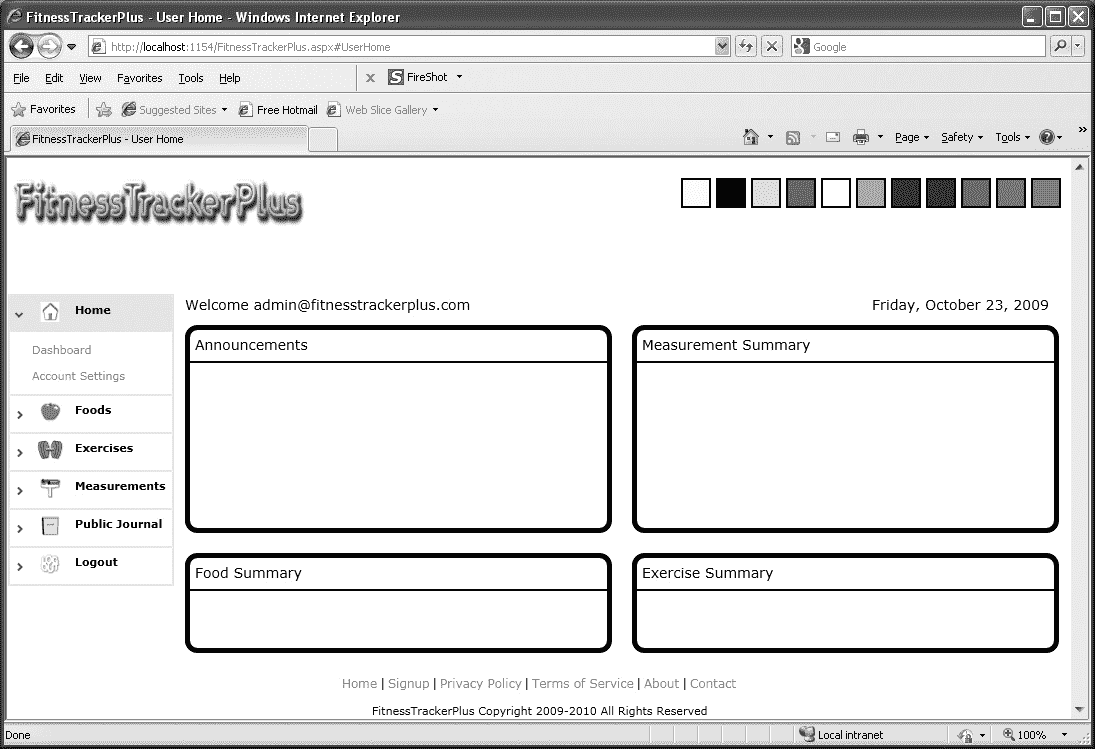 FitnessTrackerPlus - User Home - Windows Internet Explorer
http://localhost:1154/FitnessTrackerPlus.aspx#UserHome
Google
File Edit View Favorites Tools Help
FireShot
Favorites Suggested Sites Free Hotmail Web Slice Gallery
FitnessTrackerPlus - User Home
Page Safety Tools
FitnessTrackerPlus
Home
Dashboard
Account Settings
Foods
Exercises
Measurements
Public Journal
Logout
Welcome admin@fitnesstrackerplus.com
Friday, October 23, 2009
Announcements
Measurement Summary
Food Summary
Exercise Summary
Home | Signup | Privacy Policy | Terms of Service | About | Contact
FitnessTrackerPlus Copyright 2009-2010 All Rights Reserved
Done
Local intranet
100%